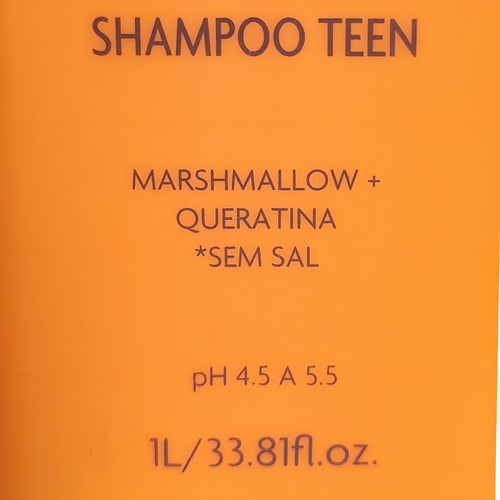 SHAMPOO TEEN
MARSHMALLOW +
QUERATINA
*SEM SAL
pH 4.5 A 5.5
1L/33.81fl.oz.